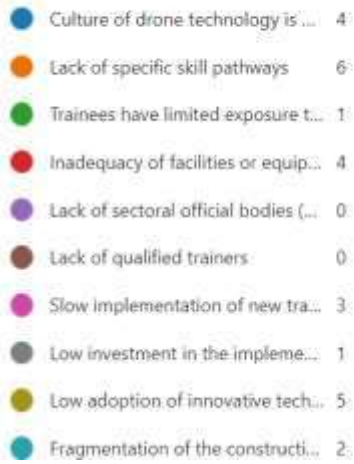 Culture of drone technology is ... 4
Lack of specific skill pathways 6
Trainees have limited exposure t... 1
Inadequacy of facilities or equip... 4
Lack of sectoral official bodies (... 0
Lack of qualified trainers 0
Slow implementation of new tra... 3
Low investment in the impleme... 1
Low adoption of innovative tech... 5
Fragmentation of the constructi... 2